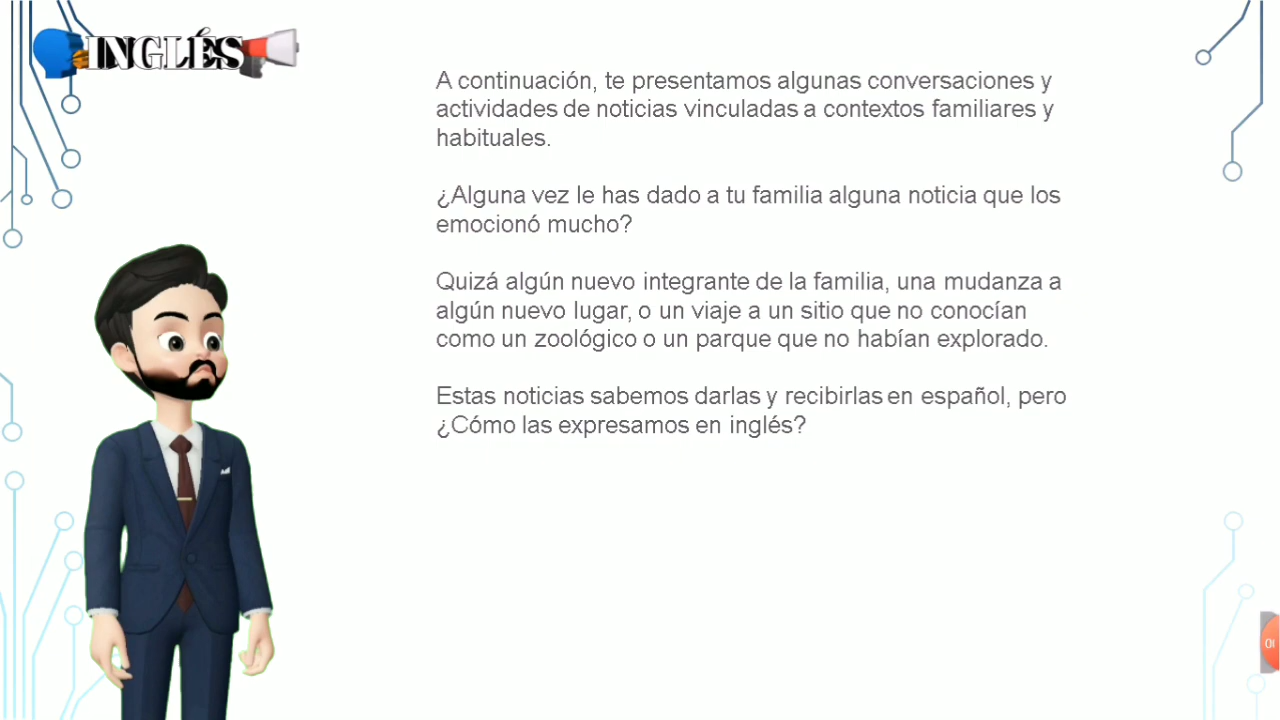 INGLÉS
A continuación, te presentamos algunas conversaciones y
actividades de noticias vinculadas a contextos familiares y
habituales.
¿Alguna vez le has dado a tu familia alguna noticia que los
emocionó mucho?
Quizá algún nuevo integrante de la familia, una mudanza a
algún nuevo lugar, o un viaje a un sitio que no conocían
como un zoológico o un parque que no habían explorado.
Estas noticias sabemos darlas y recibirlas en español, pero
¿Cómo las expresamos en inglés?